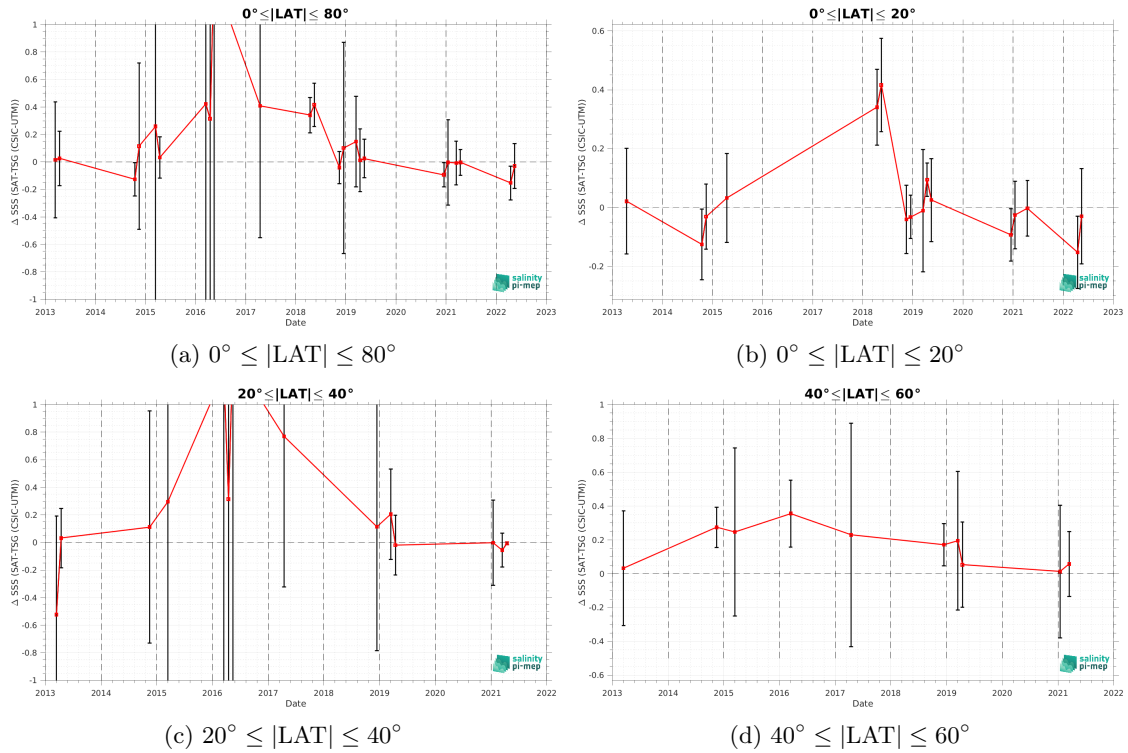 0°≤|LAT|≤ 80°
Δ SSS (SAT-TSG (CSIC-UTM))
1
0.8
0.6
0.4
0.2
0
-0.2
-0.4
-0.6
-0.8
-1
salinity
pi-mep
2013 2014 2015 2016 2017 2018 2019 2020 2021 2022 2023
Date
(a) 0° ≤ |LAT| ≤ 80°
0°≤|LAT|≤ 20°
Δ SSS (SAT-TSG (CSIC-UTM))
0.6
0.4
0.2
0
-0.2
salinity
pi-mep
2013 2014 2015 2016 2017 2018 2019 2020 2021 2022 2023
Date
(b) 0° ≤ |LAT| ≤ 20°
20°≤|LAT|≤ 40°
Δ SSS (SAT-TSG (CSIC-UTM))
1
0.8
0.6
0.4
0.2
0
-0.2
-0.4
-0.6
-0.8
-1
salinity
pi-mep
2013 2014 2015 2016 2017 2018 2019 2020 2021 2022
Date
(c) 20° ≤ |LAT| ≤ 40°
40°≤|LAT|≤ 60°
Δ SSS (SAT-TSG (CSIC-UTM))
1
0.8
0.6
0.4
0.2
0
-0.2
-0.4
-0.6
salinity
pi-mep
2013 2014 2015 2016 2017 2018 2019 2020 2021 2022
Date
(d) 40° ≤ |LAT| ≤ 60°